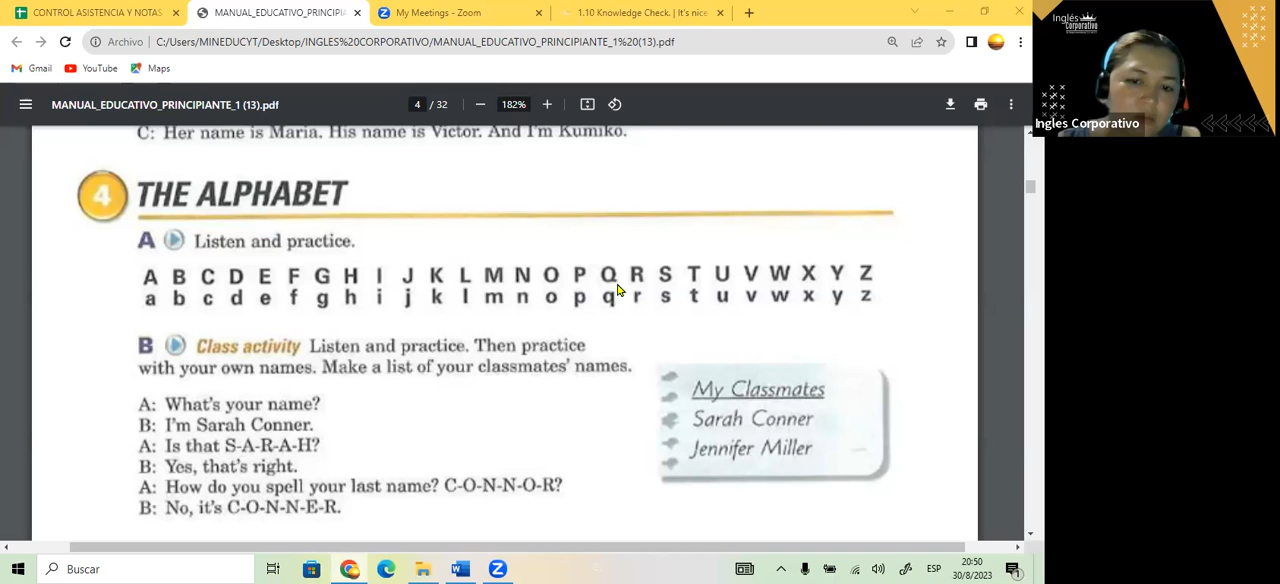 CONTROL ASISTENCIA Y NOTAS
MANUAL_EDUCATIVO_PRINCIPIA
My Meetings - Zoom
1.10 Knowledge Check. | It's nice
Archivo
C:/Users/MINEDUCYT/Desktop/INGLES%20CORPORATIVO/MANUAL_EDUCATIVO_PRINCIPIANTE_1%20(13).pdf
Gmail
YouTube
Maps
MANUAL_EDUCATIVO_PRINCIPIANTE_1 (13).pdf
4 / 32
182%
C: Her name is Maria. His name is Victor. And I'm Kumiko.
4 THE ALPHABET
A Listen and practice.
A B C D E F G H I J K L M N O P Q R S T U V W X Y Z
a b c d e f g h i j k l m n o p q r s t u v w x y z
B Class activity Listen and practice. Then practice
with your own names. Make a list of your classmates' names.
A: What's your name?
B: I'm Sarah Conner.
A: Is that S-A-R-A-H?
B: Yes, that's right.
A: How do you spell your last name? C-O-N-N-O-R?
B: No, it's C-O-N-N-E-R.
My Classmates
Sarah Conner
Jennifer Miller
Inglés
Corporativo
Ingles Corporativo
Buscar
ESP
20:50
30/8/2023
1